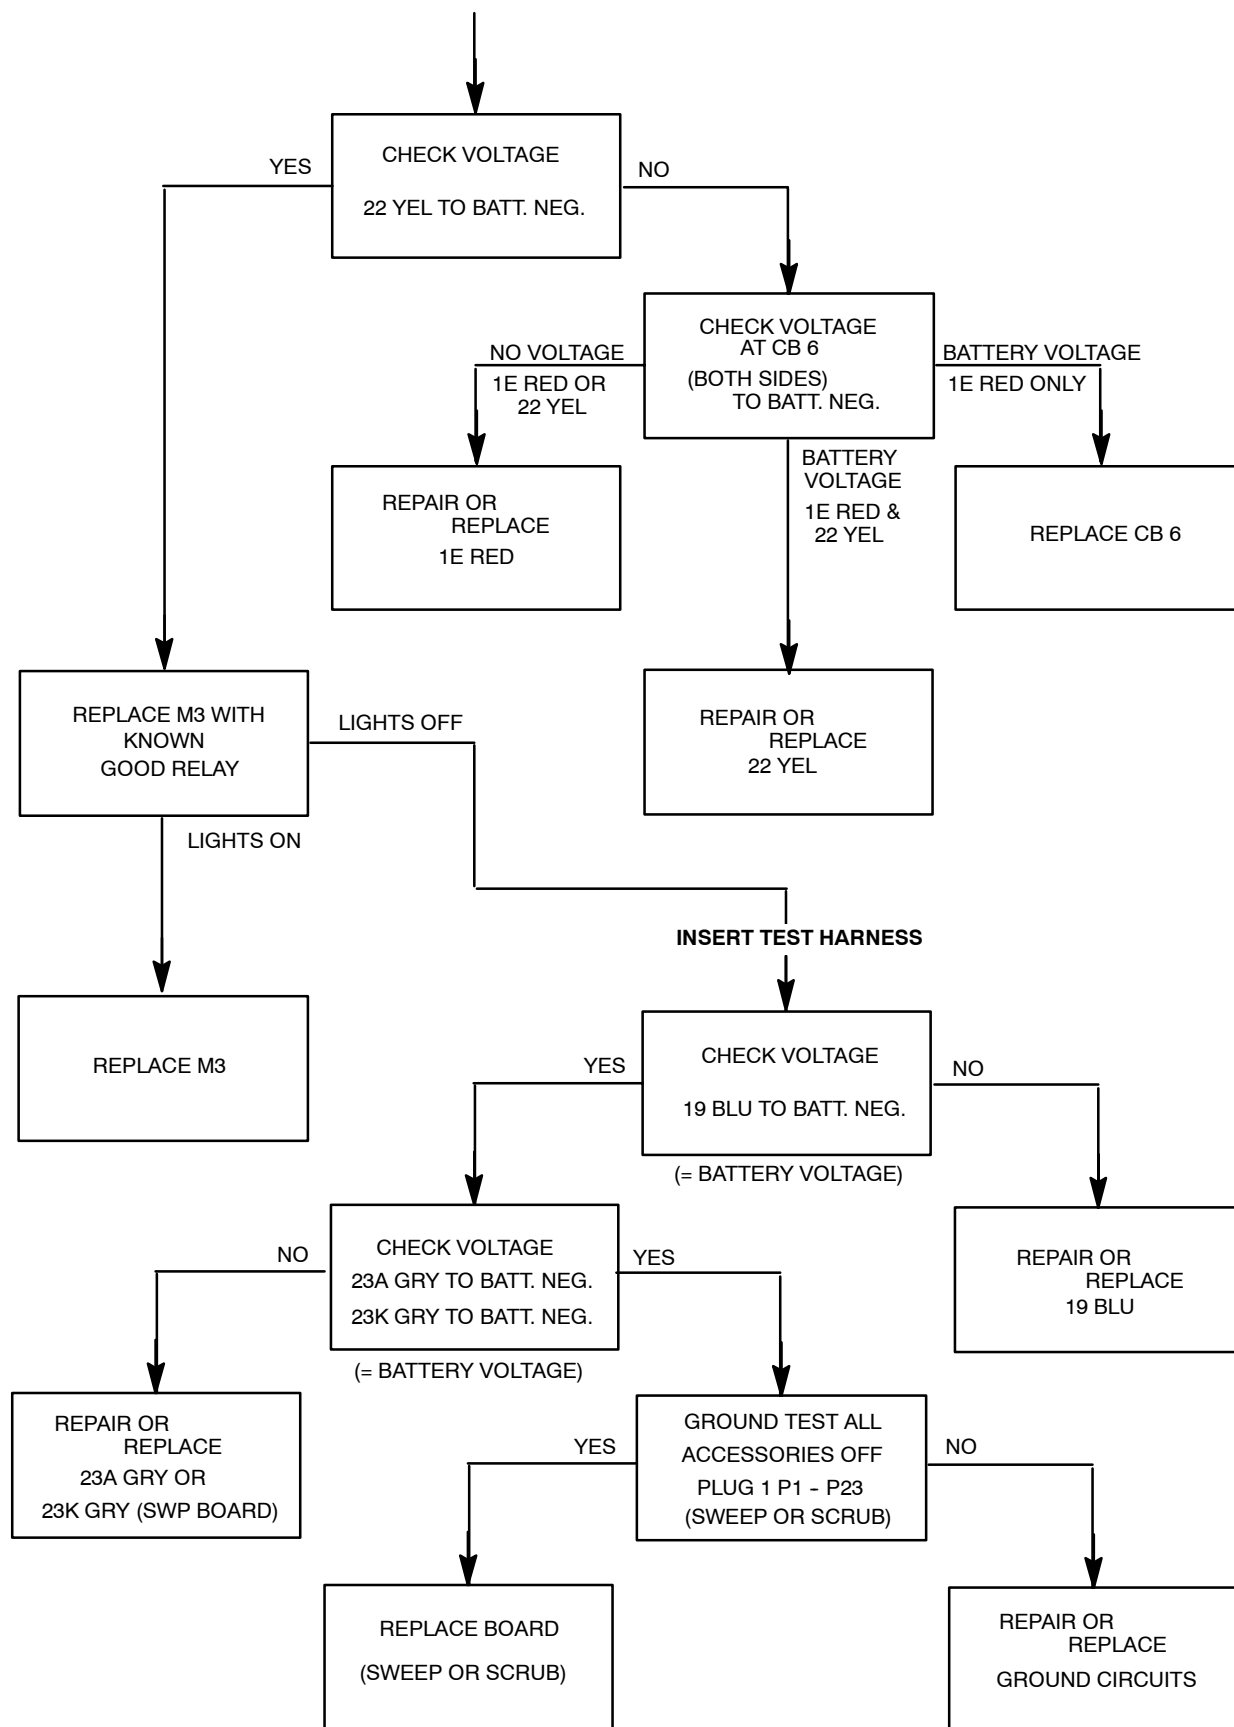 CHECK VOLTAGE
22 YEL TO BATT. NEG.
YES
NO
CHECK VOLTAGE
AT CB 6
(BOTH SIDES)
TO BATT. NEG.
NO VOLTAGE
1E RED OR
22 YEL
BATTERY VOLTAGE
1E RED ONLY
BATTERY
VOLTAGE
1E RED &
22 YEL
REPAIR OR
REPLACE
1E RED
REPLACE CB 6
REPAIR OR
REPLACE
22 YEL
REPLACE M3 WITH
KNOWN
GOOD RELAY
LIGHTS OFF
LIGHTS ON
REPLACE M3
INSERT TEST HARNESS
CHECK VOLTAGE
19 BLU TO BATT. NEG.
(= BATTERY VOLTAGE)
YES
NO
REPAIR OR
REPLACE
19 BLU
CHECK VOLTAGE
23A GRY TO BATT. NEG.
23K GRY TO BATT. NEG.
(= BATTERY VOLTAGE)
NO
YES
REPAIR OR
REPLACE
23A GRY OR
23K GRY (SWP BOARD)
GROUND TEST ALL
ACCESSORIES OFF
PLUG 1 P1 - P23
(SWEEP OR SCRUB)
YES
NO
REPLACE BOARD
(SWEEP OR SCRUB)
REPAIR OR
REPLACE
GROUND CIRCUITS